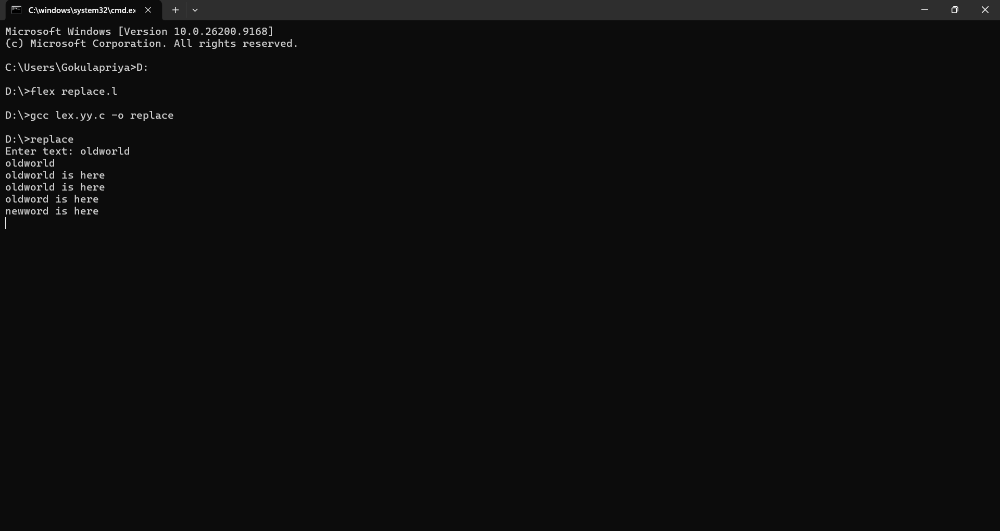 C:\windows\system32\cmd.ex
Microsoft Windows [Version 10.0.26200.9168]
(c) Microsoft Corporation. All rights reserved.
C:\Users\Gokulapriya>D:
D:\>flex replace.l
D:\>gcc lex.yy.c -o replace
D:\>replace
Enter text: oldworld
oldworld
oldworld is here
oldworld is here
oldword is here
newword is here